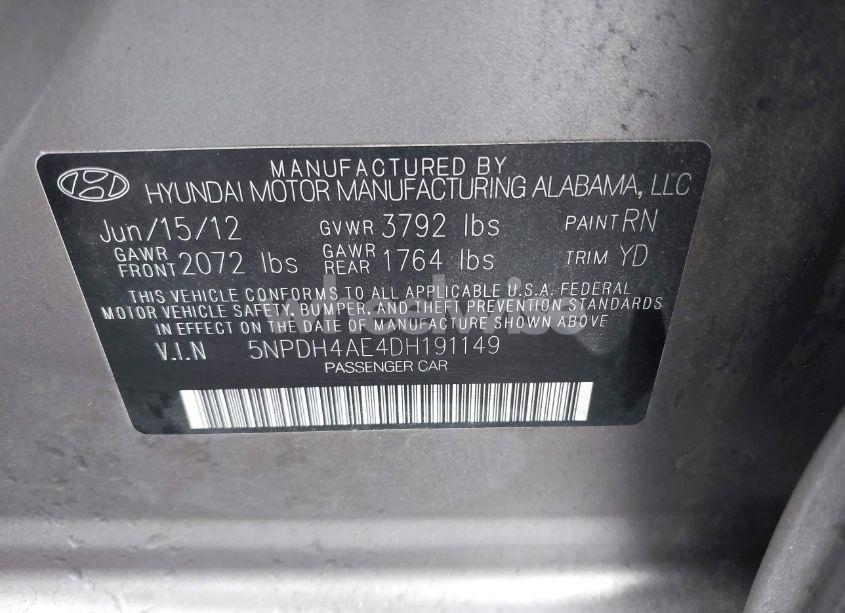 MANUFACTURED BY
HYUNDAI MOTOR MANUFACTURING ALABAMA, LLC
Jun/15/12 GVWR 3792 lbs PAINT RN
GAWR FRONT 2072 lbs GAWR REAR 1764 lbs TRIM YD
THIS VEHICLE CONFORMS TO ALL APPLICABLE U.S.A. FEDERAL
MOTOR VEHICLE SAFETY, BUMPER, AND THEFT PREVENTION STANDARDS
IN EFFECT ON THE DATE OF MANUFACTURE SHOWN ABOVE
V.I.N 5NPDH4AE4DH191149
PASSENGER CAR